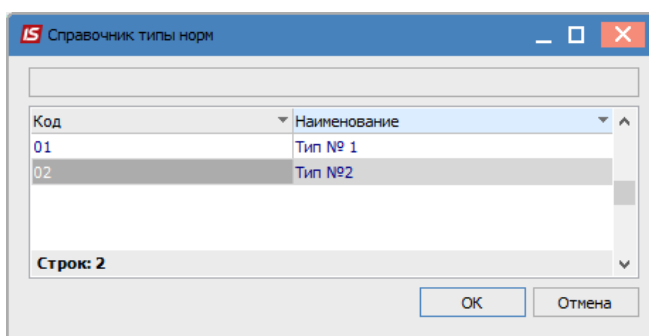 IS Справочник типы норм
Код Наименование
01 Тип № 1
02 Тип №2
Строк: 2
ОК Отмена